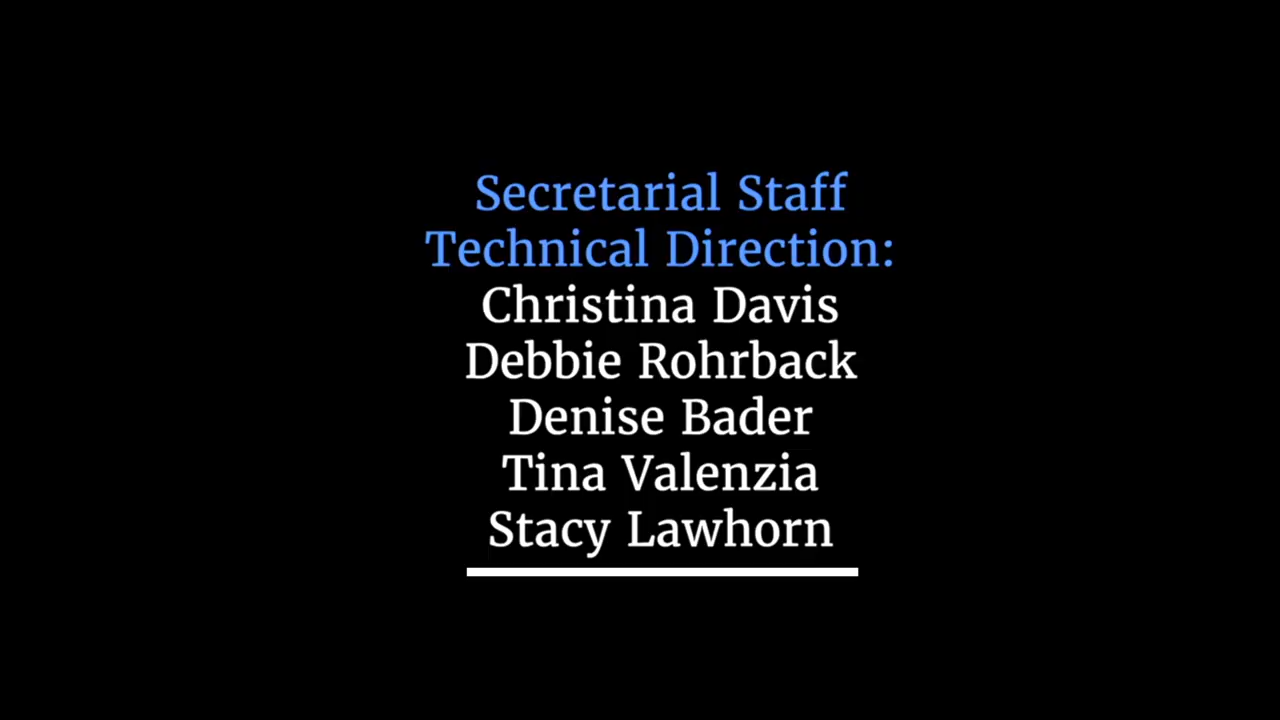 Secretarial Staff
Technical Direction:
Christina Davis
Debbie Rohrback
Denise Bader
Tina Valenzia
Stacy Lawhorn